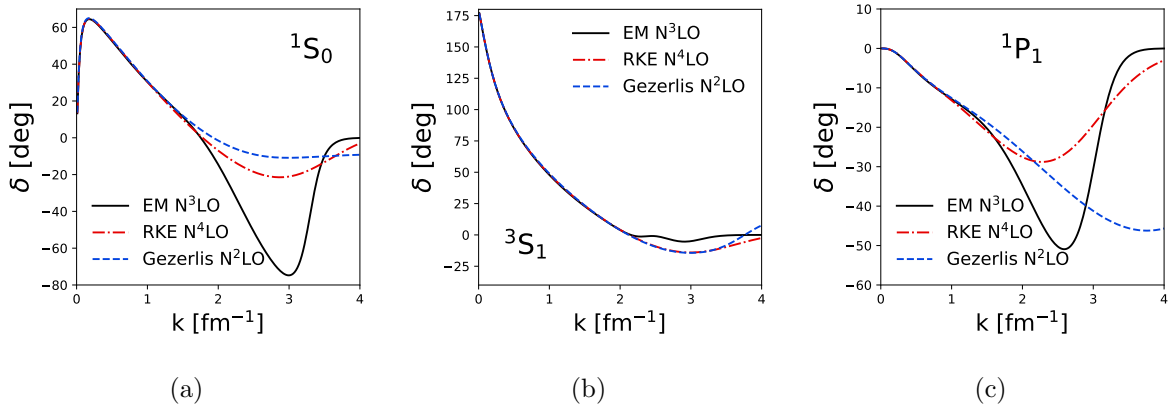 60
40
20
0
−20
−40
−60
−80
δ [deg]
¹S₀
EM N³LO
RKE N⁴LO
Gezerlis N²LO
0 1 2 3 4
k [fm⁻¹]
(a)
175
150
125
100
75
50
25
0
−25
δ [deg]
EM N³LO
RKE N⁴LO
Gezerlis N²LO
³S₁
0 1 2 3 4
k [fm⁻¹]
(b)
10
0
−10
−20
−30
−40
−50
−60
δ [deg]
¹P₁
EM N³LO
RKE N⁴LO
Gezerlis N²LO
0 1 2 3 4
k [fm⁻¹]
(c)